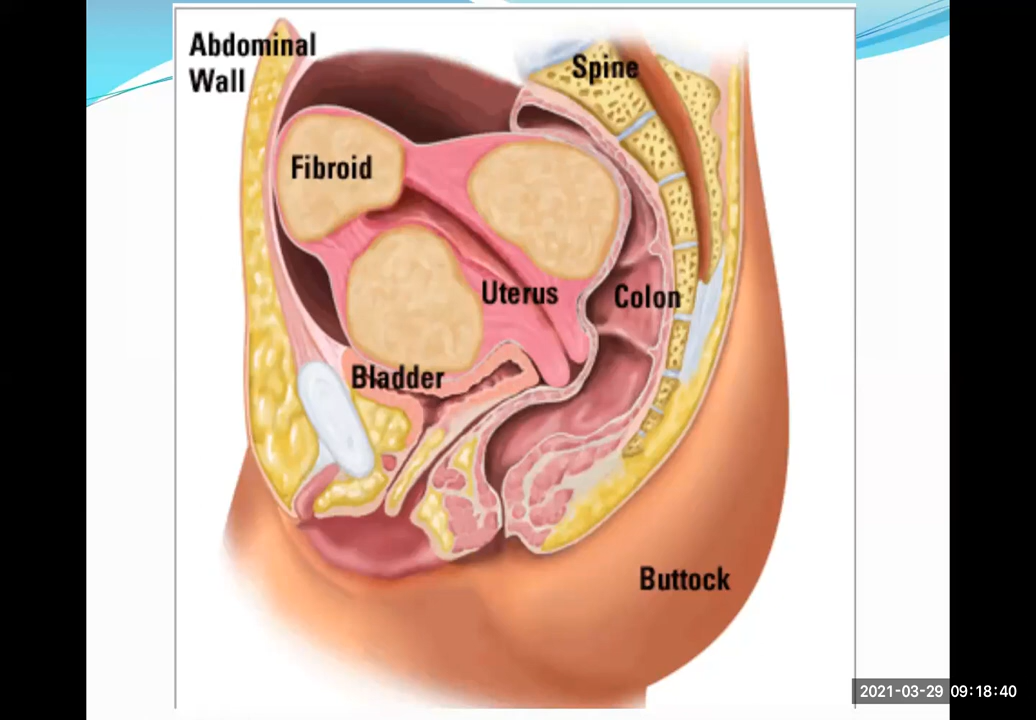 Abdominal
Wall
Spine
Fibroid
Uterus
Colon
Bladder
Buttock
2021-03-29 09:18:40